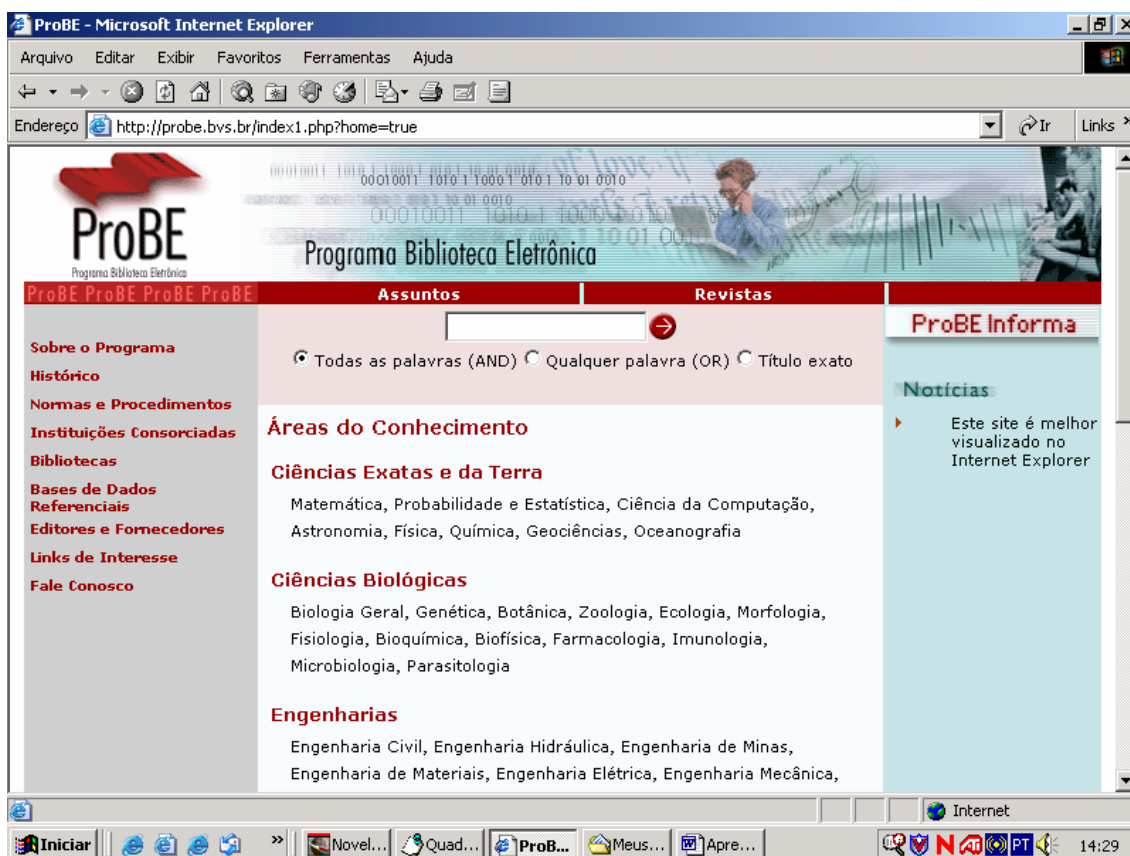 ProBE - Microsoft Internet Explorer
Arquivo Editar Exibir Favoritos Ferramentas Ajuda
Endereço http://probe.bvs.br/index1.php?home=true Ir Links
ProBE
Programa Biblioteca Eletrônica
Programa Biblioteca Eletrônica
ProBE ProBE ProBE ProBE
Assuntos Revistas
Sobre o Programa
Histórico
Normas e Procedimentos
Instituições Consorciadas
Bibliotecas
Bases de Dados
Referenciais
Editores e Fornecedores
Links de Interesse
Fale Conosco
Todas as palavras (AND) Qualquer palavra (OR) Título exato
Áreas do Conhecimento
Ciências Exatas e da Terra
Matemática, Probabilidade e Estatística, Ciência da Computação,
Astronomia, Física, Química, Geociências, Oceanografia
Ciências Biológicas
Biologia Geral, Genética, Botânica, Zoologia, Ecologia, Morfologia,
Fisiologia, Bioquímica, Biofísica, Farmacologia, Imunologia,
Microbiologia, Parasitologia
Engenharias
Engenharia Civil, Engenharia Hidráulica, Engenharia de Minas,
Engenharia de Materiais, Engenharia Elétrica, Engenharia Mecânica,
ProBE Informa
Notícias
Este site é melhor
visualizado no
Internet Explorer
Internet
Iniciar » Novel... Quad... ProB... Meus... Apre... PT 14:29